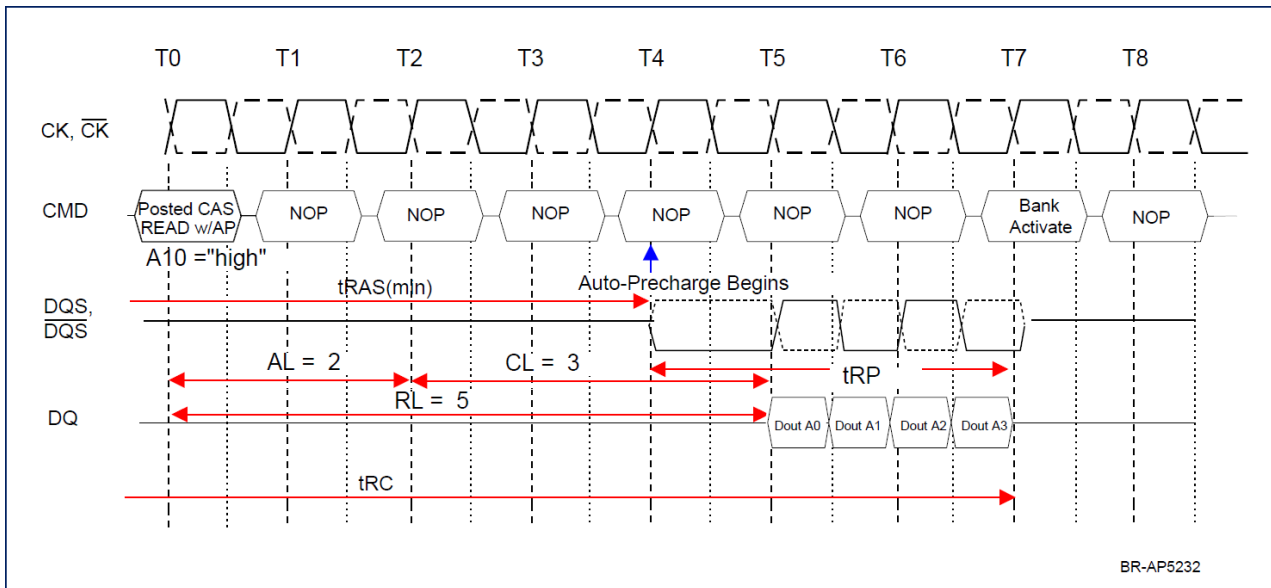 T0 T1 T2 T3 T4 T5 T6 T7 T8
CK, CK
CMD
Posted CAS
READ w/AP
NOP
NOP
NOP
NOP
NOP
NOP
Bank
Activate
NOP
A10 ="high"
tRAS(min)
Auto-Precharge Begins
DQS,
DQS
AL = 2
CL = 3
tRP
RL = 5
DQ
Dout A0
Dout A1
Dout A2
Dout A3
tRC
BR-AP5232